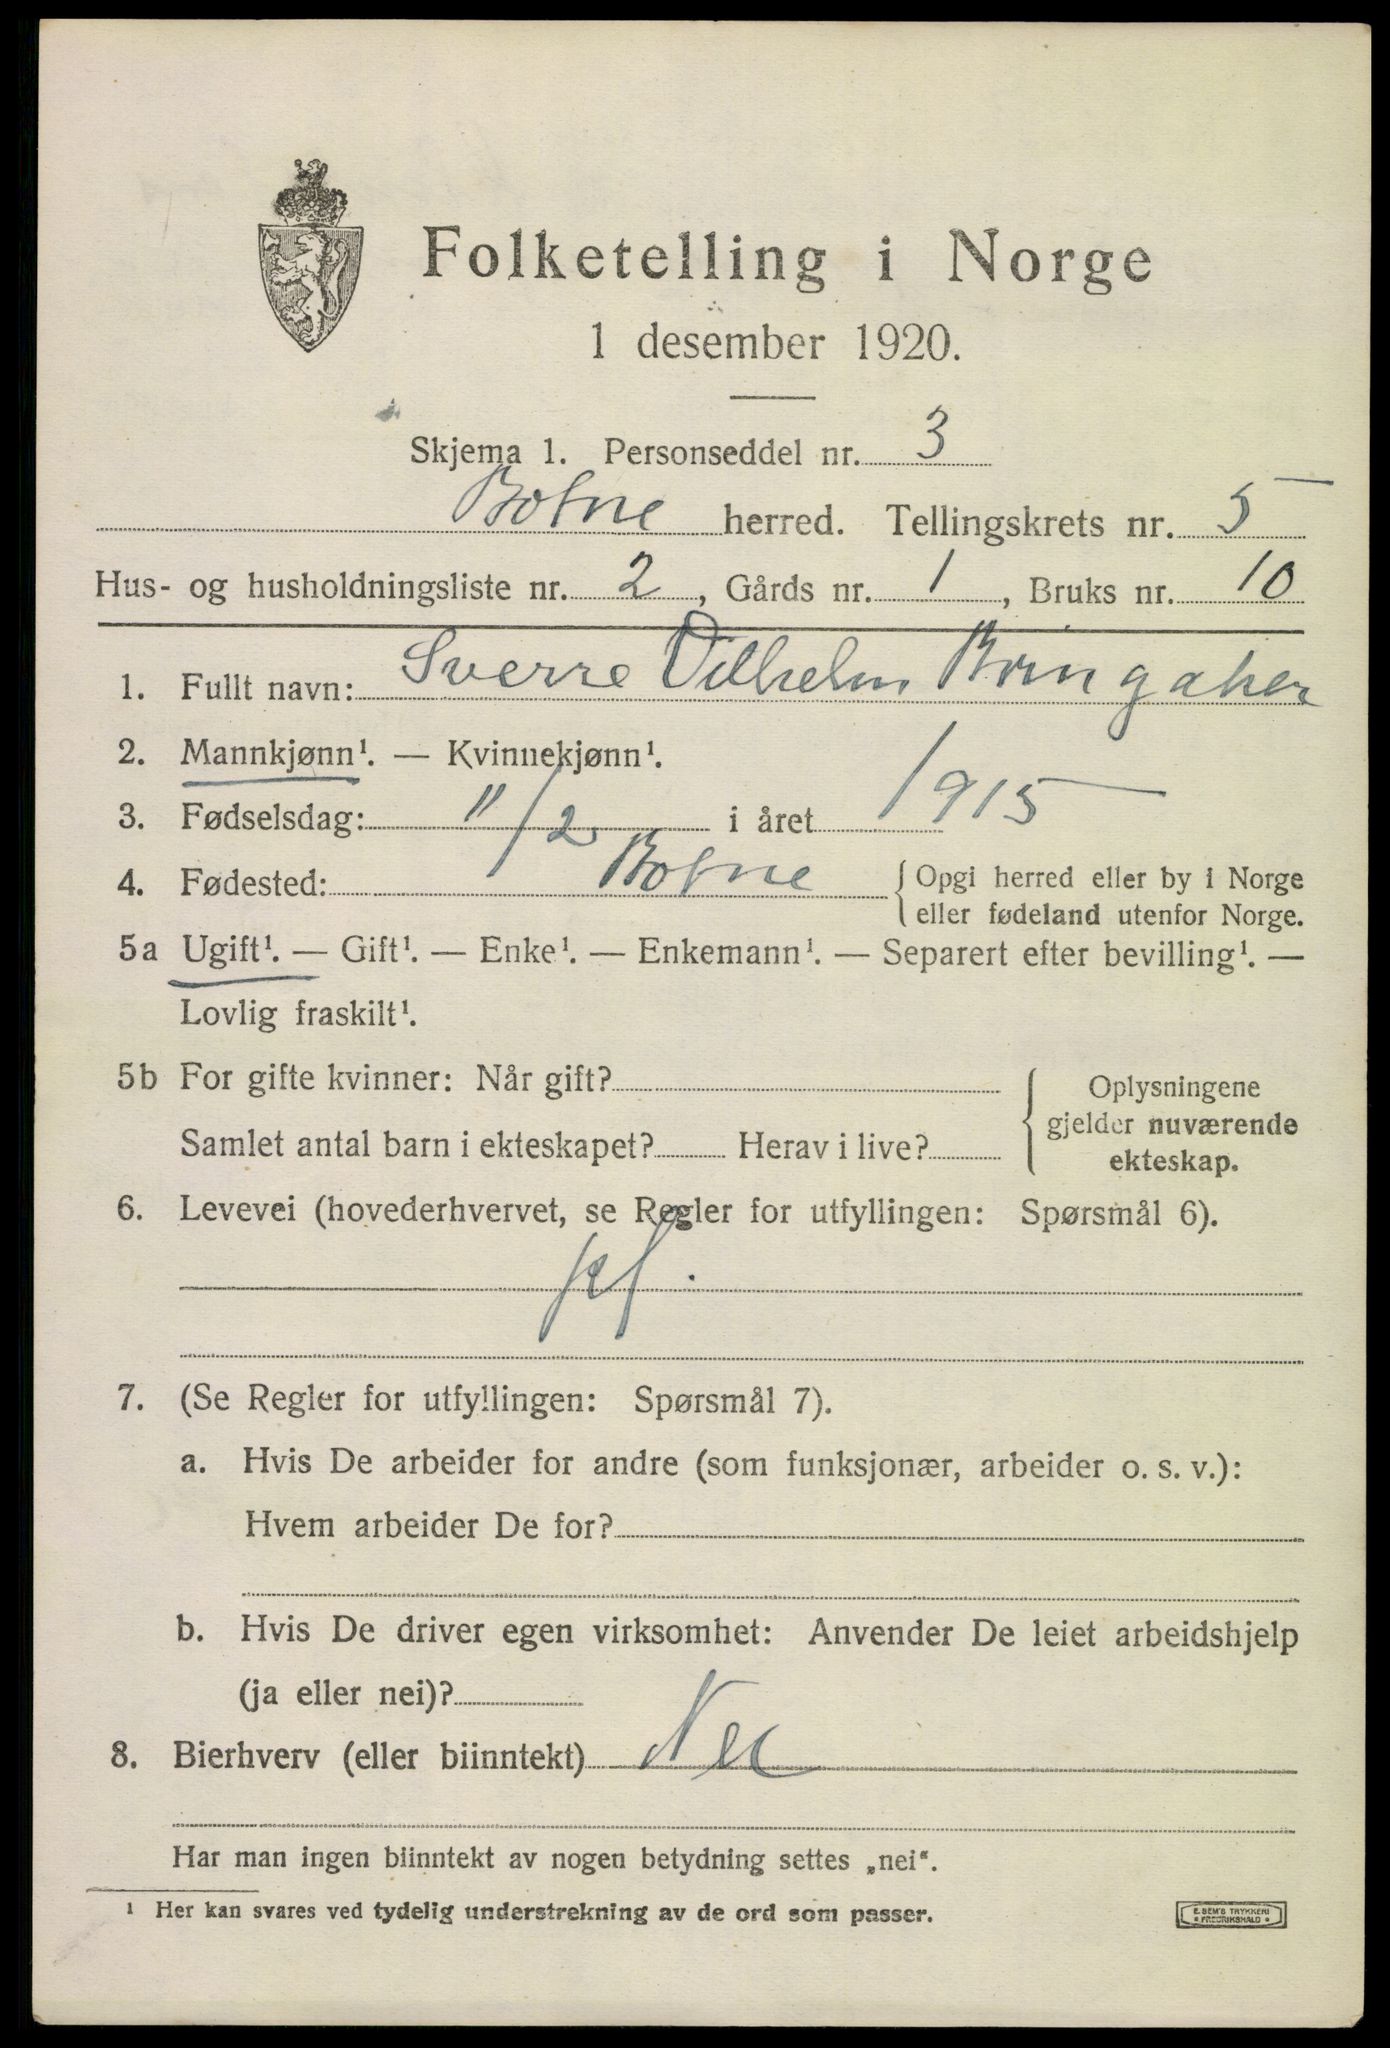 Folketelling i Norge
1 desember 1920.
Skjema 1. Personseddel nr. 3
Botne herred. Tellingskrets nr. 5
Hus- og husholdningsliste nr. 2, Gårds nr. 1, Bruks nr. 10
1. Fullt navn: Sverre Vilhelm Bringaker
2. Mannkjønn¹. — Kvinnekjønn¹.
3. Fødselsdag: 11/2 i året 1915
4. Fødested: Botne { Opgi herred eller by i Norge
eller fødeland utenfor Norge.
5a Ugift¹. — Gift¹. — Enke¹. — Enkemann¹. — Separert efter bevilling¹. —
Lovlig fraskilt¹.
5b For gifte kvinner: Når gift?
Samlet antal barn i ekteskapet? Herav i live?
{ Oplysningene
gjelder nuværende
ekteskap.
6. Levevei (hovederhvervet, se Regler for utfyllingen: Spørsmål 6).
7. (Se Regler for utfyllingen: Spørsmål 7).
a. Hvis De arbeider for andre (som funksjonær, arbeider o. s. v.):
Hvem arbeider De for?
b. Hvis De driver egen virksomhet: Anvender De leiet arbeidshjelp
(ja eller nei)?
8. Bierhverv (eller biinntekt) Nei
Har man ingen biinntekt av nogen betydning settes „nei“.
¹ Her kan svares ved tydelig understrekning av de ord som passer.
E. SEM'S TRYKKERI
• FREDRIKSHALD •